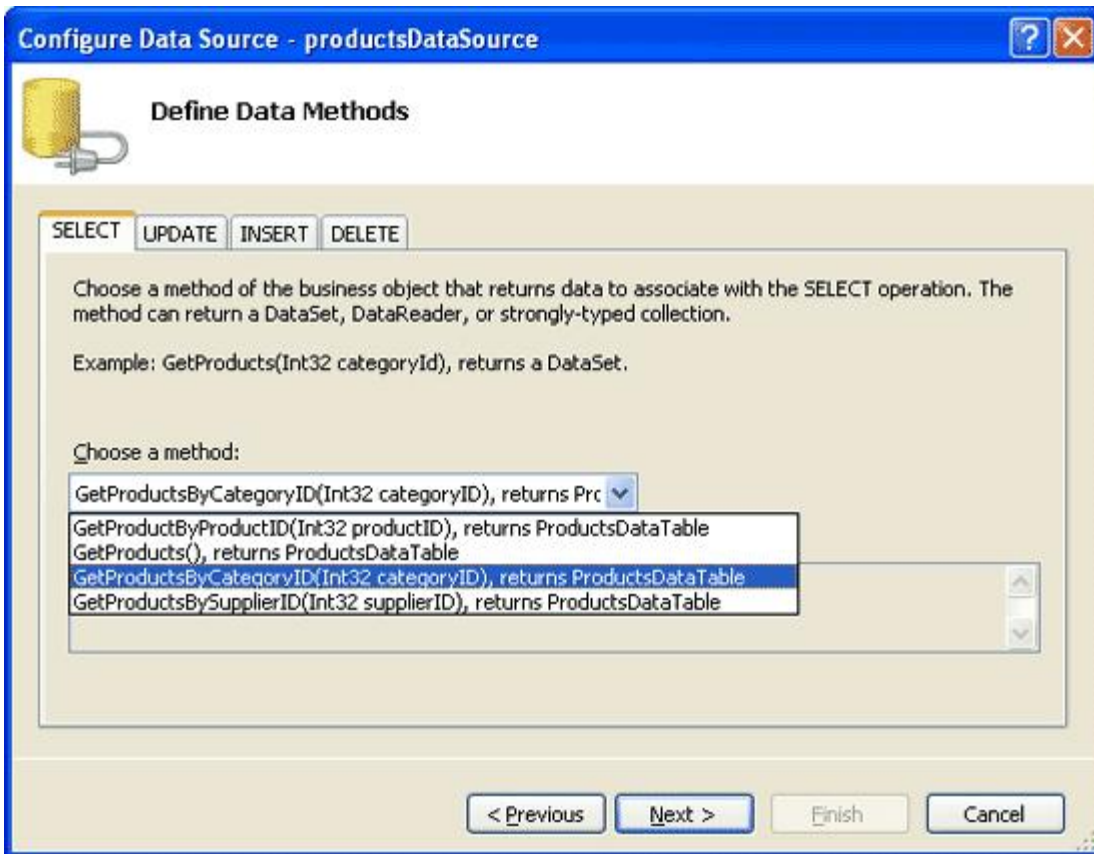 Configure Data Source - productsDataSource
Define Data Methods
SELECT UPDATE INSERT DELETE
Choose a method of the business object that returns data to associate with the SELECT operation. The
method can return a DataSet, DataReader, or strongly-typed collection.
Example: GetProducts(Int32 categoryId), returns a DataSet.
Choose a method:
GetProductsByCategoryID(Int32 categoryID), returns Prc
GetProductByProductID(Int32 productID), returns ProductsDataTable
GetProducts(), returns ProductsDataTable
GetProductsByCategoryID(Int32 categoryID), returns ProductsDataTable
GetProductsBySupplierID(Int32 supplierID), returns ProductsDataTable
< Previous Next > Finish Cancel